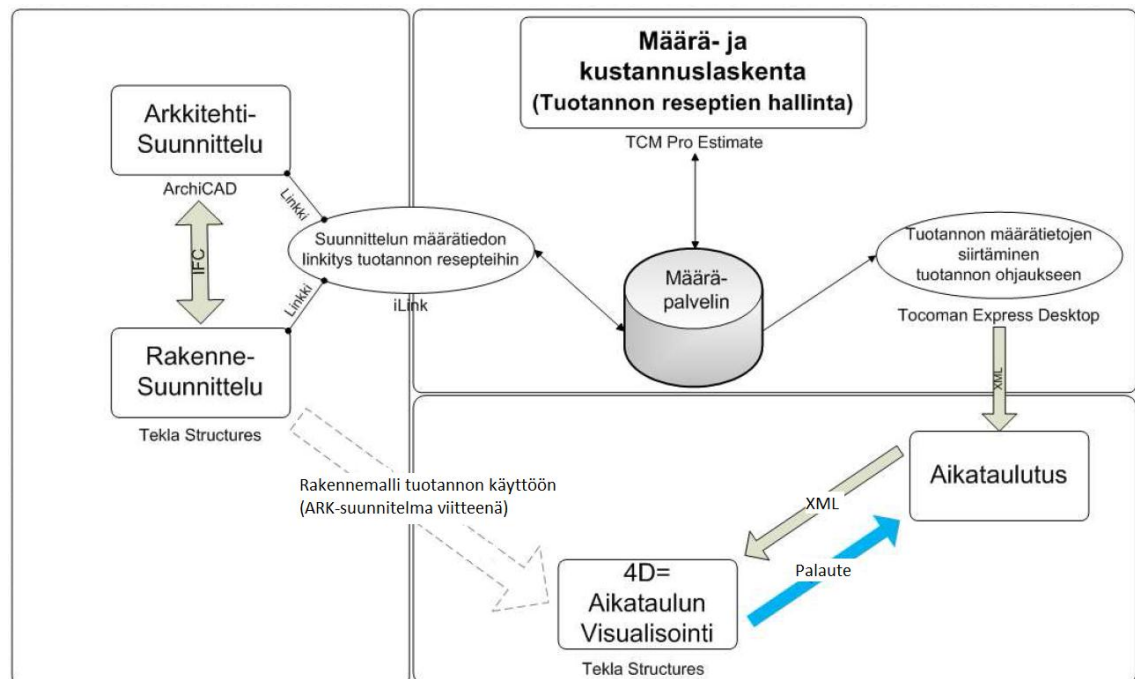 Määrä- ja
kustannuslaskenta
(Tuotannon reseptien hallinta)
TCM Pro Estimate
Arkkitehti-
Suunnittelu
ArchiCAD
Linkki
IFC
Suunnittelun määrätiedon
linkitys tuotannon resepteihin
iLink
Linkki
Rakenne-
Suunnittelu
Tekla Structures
Määrä-
palvelin
Tuotannon määrätietojen
siirtäminen
tuotannon ohjaukseen
Tocoman Express Desktop
XML
Aikataulutus
Rakennemalli tuotannon käyttöön
(ARK-suunnitelma viitteenä)
XML
Palaute
4D=
Aikataulun
Visualisointi
Tekla Structures